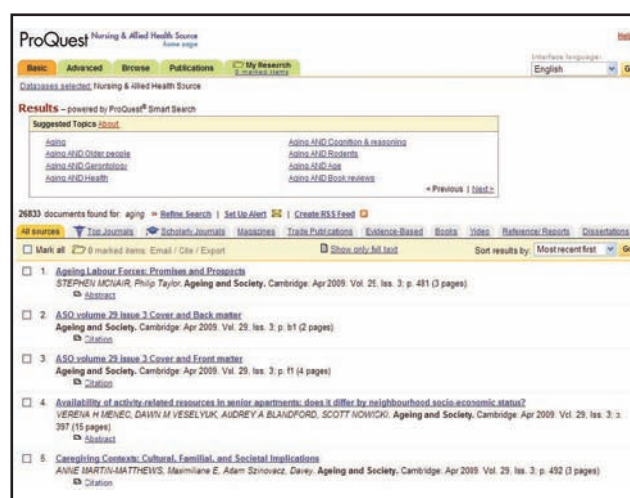 ProQuest Nursing & Allied Health Source
home page
Basic Advanced Browse Publications My Research
0 marked items
Interface language:
English
Databases selected: Nursing & Allied Health Source
Results – powered by ProQuest® Smart Search
Suggested Topics About
Aging Aging AND Cognition & reasoning
Aging AND Older people Aging AND Rodents
Aging AND Gerontology Aging AND Age
Aging AND Health Aging AND Book reviews
< Previous | Next >
26833 documents found for: aging » Refine Search | Set Up Alert | Create RSS Feed
All sources Top Journals Scholarly Journals Magazines Trade Publications Evidence-Based Books Video Reference/Reports Dissertations
Mark all 0 marked items: Email / Cite / Export Show only full text Sort results by: Most recent first
1. Ageing Labour Forces: Promises and Prospects
STEPHEN MCNAIR, Philip Taylor. Ageing and Society. Cambridge: Apr 2009. Vol. 29, Iss. 3; p. 491 (3 pages)
Abstract
2. ASO volume 29 issue 3 Cover and Back matter
Ageing and Society. Cambridge: Apr 2009. Vol. 29, Iss. 3; p. b1 (2 pages)
Citation
3. ASO volume 29 issue 3 Cover and Front matter
Ageing and Society. Cambridge: Apr 2009. Vol. 29, Iss. 3; p. f1 (4 pages)
Citation
4. Availability of activity-related resources in senior apartments: does it differ by neighbourhood socio-economic status?
VERENA H MENEC, DAWN M VESELYUK, AUDREY A BLANDFORD, SCOTT NOWICKI. Ageing and Society. Cambridge: Apr 2009. Vol. 29, Iss. 3; p.
397 (15 pages)
Abstract
5. Caregiving Contexts: Cultural, Familial, and Societal Implications
ANNE MARTIN-MATTHEWS, Maximiliane E, Adam Szinovacz, Davey. Ageing and Society. Cambridge: Apr 2009. Vol. 29, Iss. 3; p. 492 (3 pages)
Citation